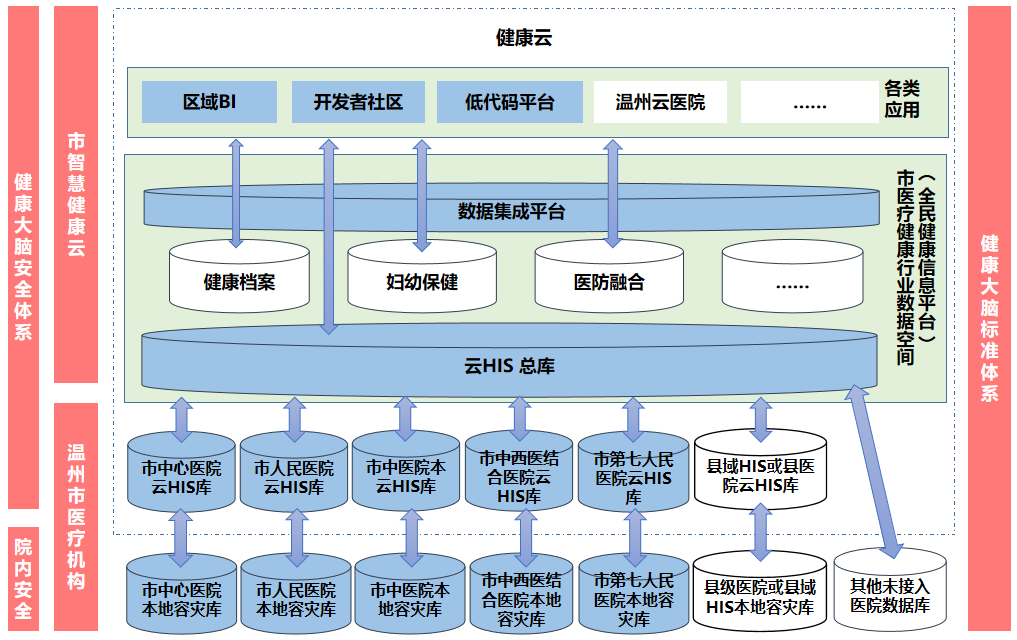 健康云
区域BI
开发者社区
低代码平台
温州云医院
......
各类
应用
健康大脑安全体系
市智慧健康云
数据集成平台
健康档案
妇幼保健
医防融合
......
市医疗健康行业数据空间
（全民健康信息平台）
云HIS 总库
健康大脑标准体系
温州市医疗机构
院内安全
市中心医院
云HIS库
市人民医院
云HIS库
市中医院本
云HIS库
市中西医结
合医院云
HIS库
市第七人民
医院云HIS
库
县域HIS或县医
院云HIS库
市中心医院
本地容灾库
市人民医院
本地容灾库
市中医院本
地容灾库
市中西医结
合医院本地
容灾库
市第七人民
医院本地容
灾库
县级医院或县域
HIS本地容灾库
其他未接入
医院数据库